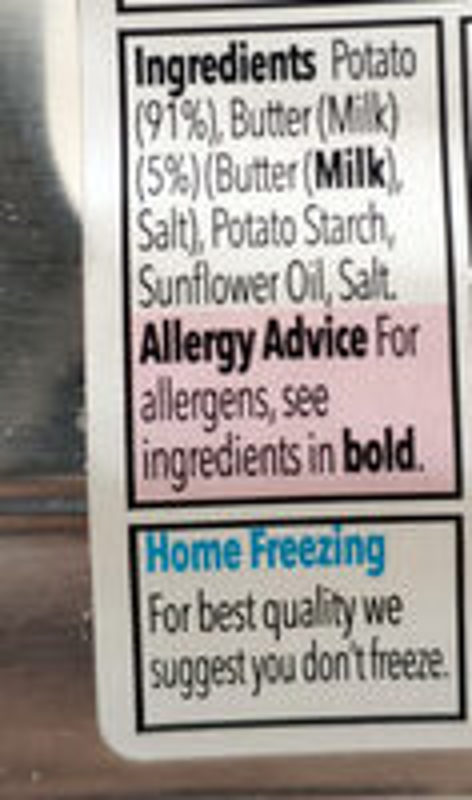 Ingredients Potato
(91%), Butter (Milk)
(5%) (Butter (Milk),
Salt), Potato Starch,
Sunflower Oil, Salt.
Allergy Advice For
allergens, see
ingredients in bold.
Home Freezing
For best quality we
suggest you don't freeze.